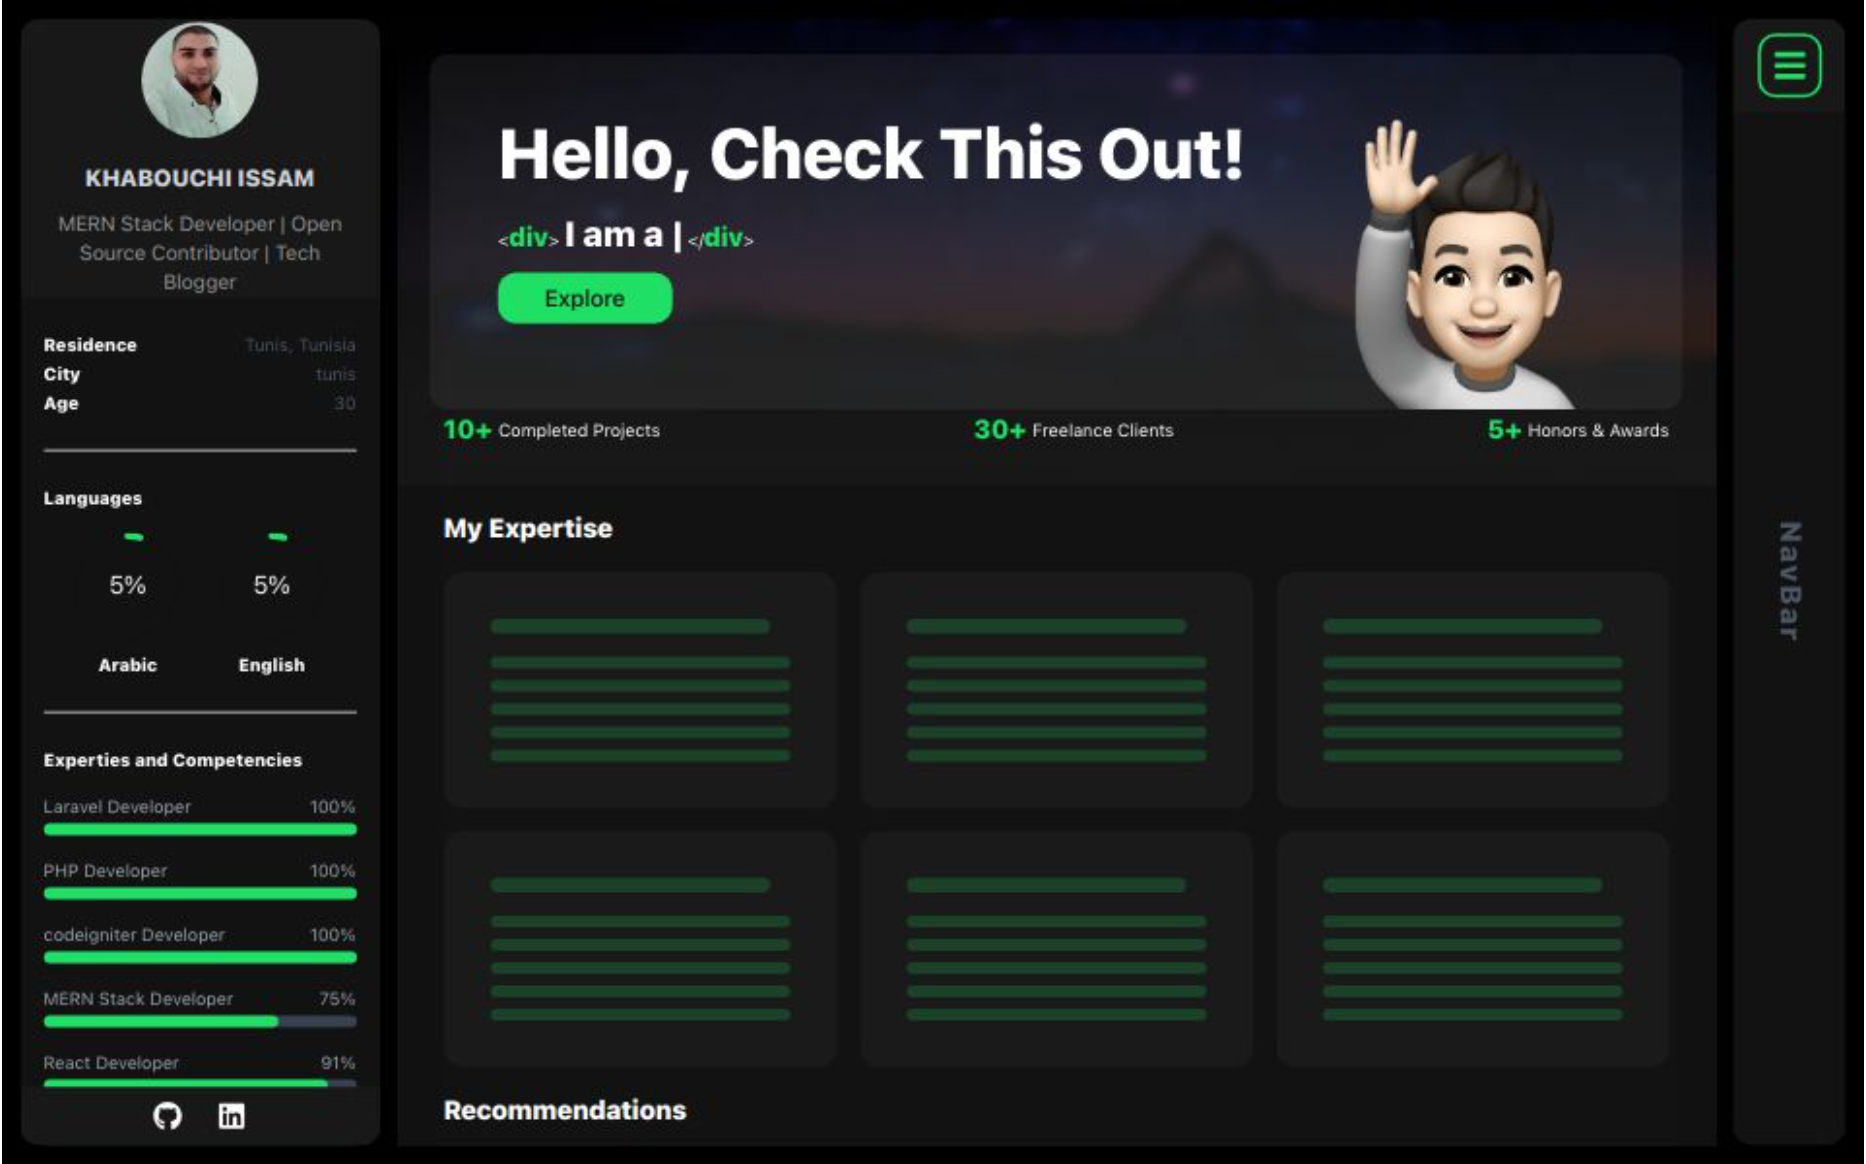 KHABOUCHI ISSAM
MERN Stack Developer | Open
Source Contributor | Tech
Blogger
Residence Tunis, Tunisia
City tunis
Age 30
Languages
5% 5%
Arabic English
Experties and Competencies
Laravel Developer 100%
PHP Developer 100%
codeigniter Developer 100%
MERN Stack Developer 75%
React Developer 91%
in
Hello, Check This Out!
<div> I am a | </div>
Explore
10+ Completed Projects 30+ Freelance Clients 5+ Honors & Awards
My Expertise
Recommendations
NavBar